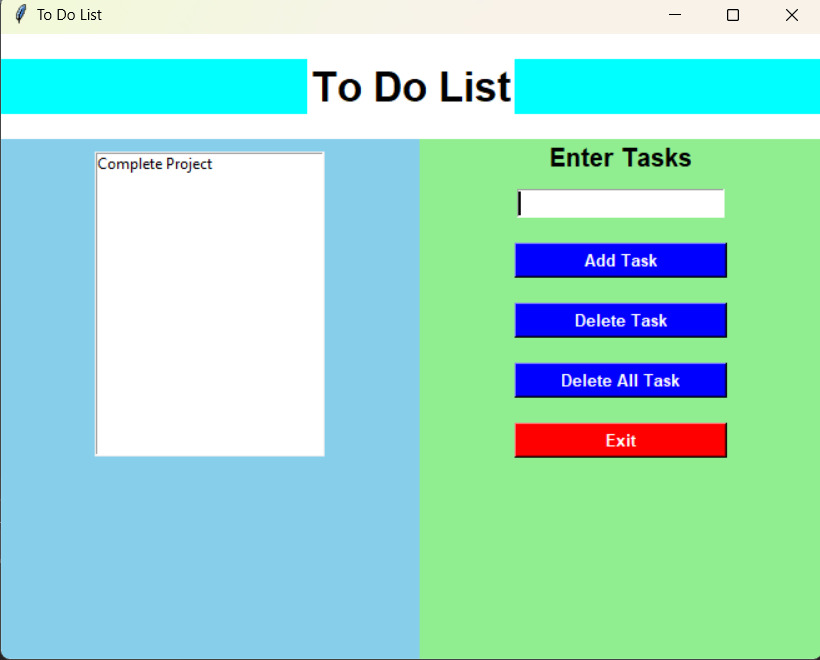 To Do List
To Do List
Complete Project
Enter Tasks
Add Task
Delete Task
Delete All Task
Exit